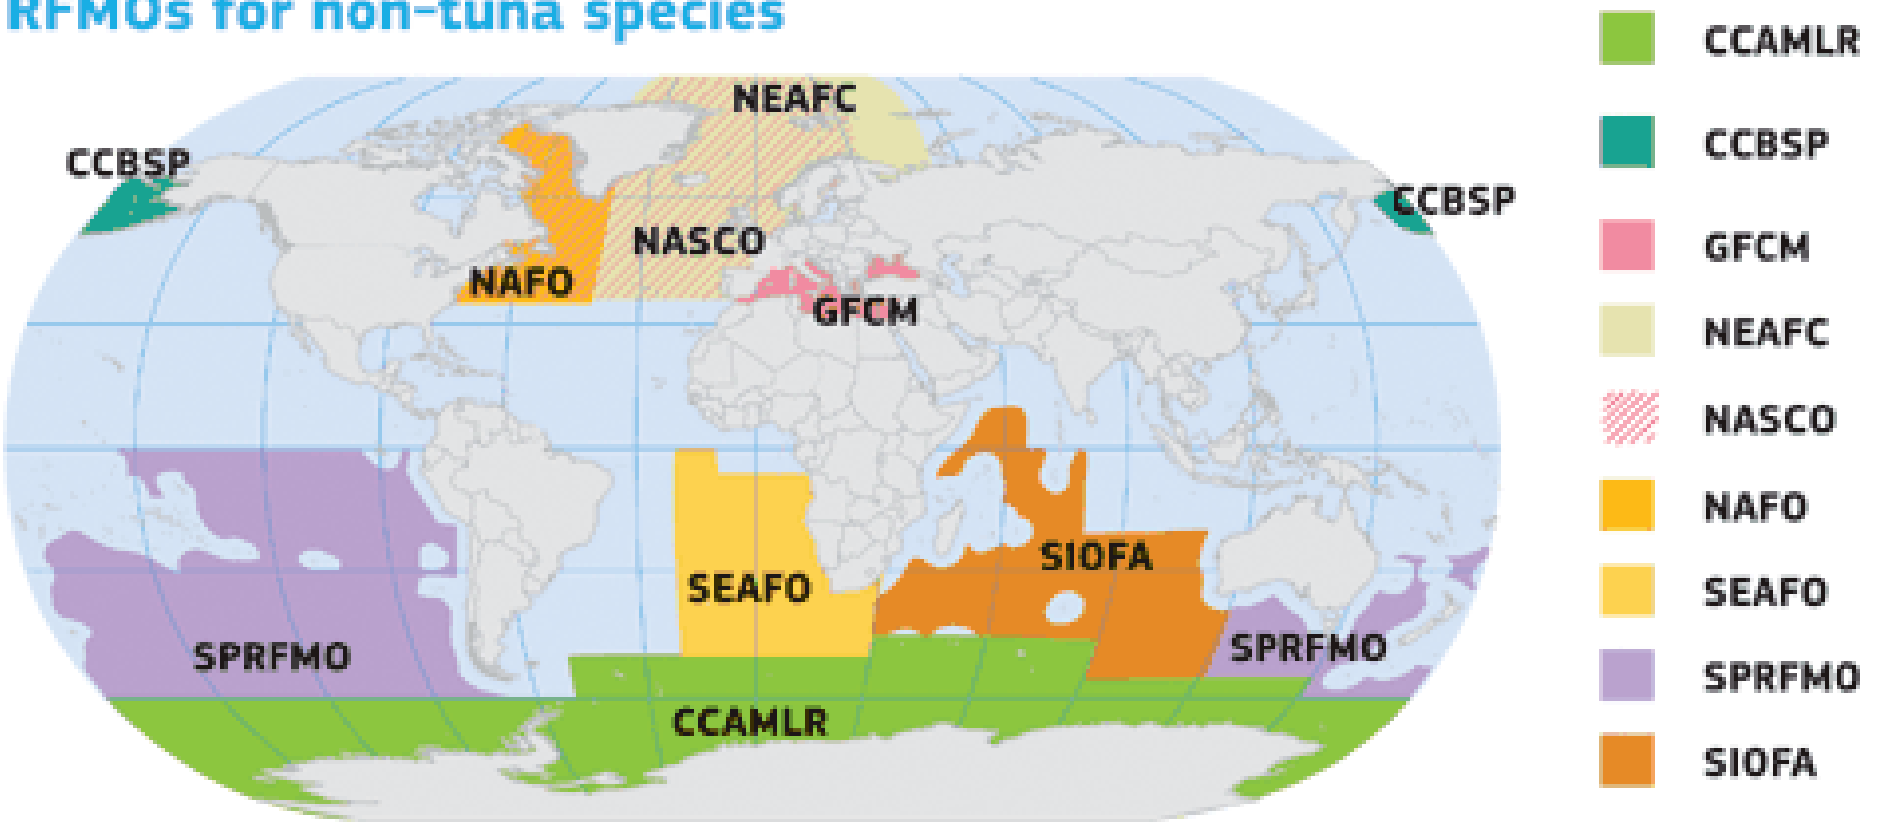 RFMOs for non-tuna species
NEAFC
CCBSP
CCBSP
NASCO
NAFO
GFCM
SIOFA
SEAFO
SPRFMO
SPRFMO
CCAMLR
CCAMLR
CCBSP
GFCM
NEAFC
NASCO
NAFO
SEAFO
SPRFMO
SIOFA